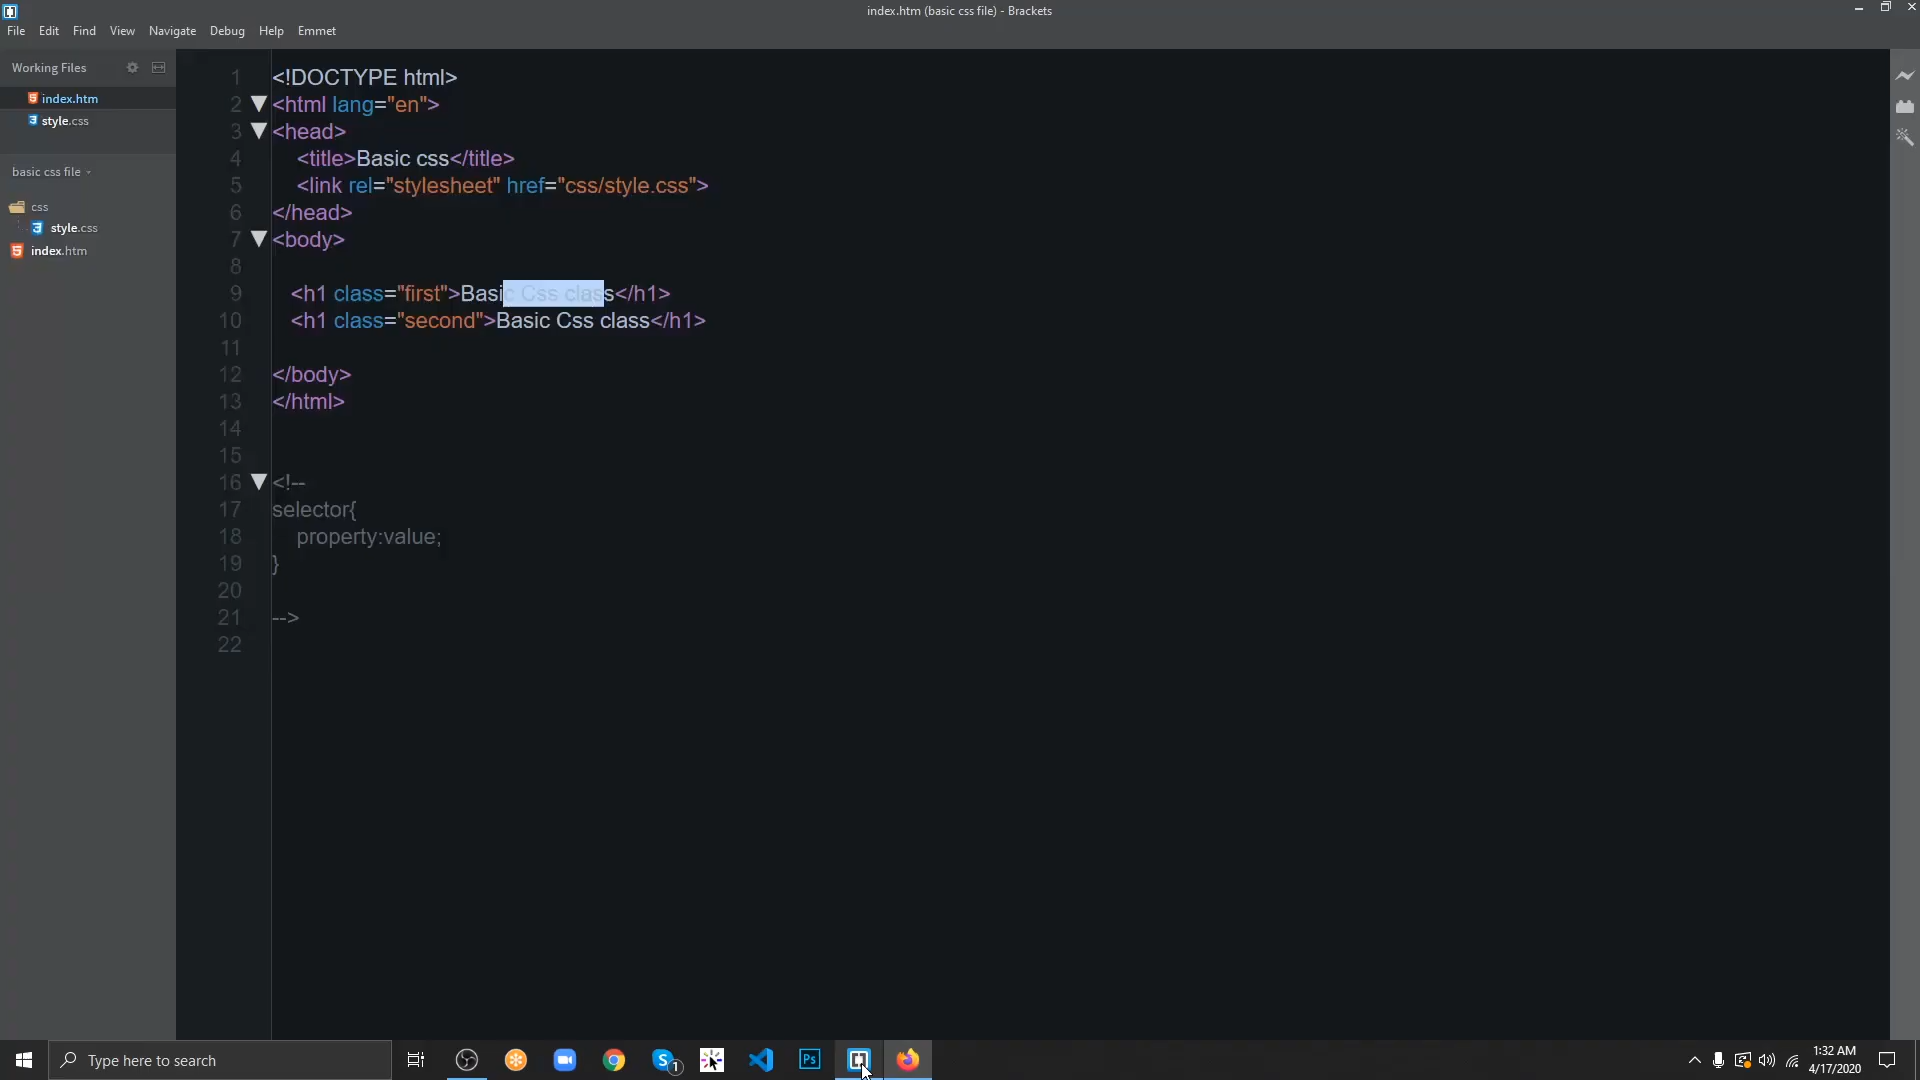 index.htm (basic css file) - Brackets
File Edit Find View Navigate Debug Help Emmet
Working Files
index.htm
style.css
basic css file
css
style.css
index.htm
1 <!DOCTYPE html>
2 <html lang="en">
3 <head>
4 <title>Basic css</title>
5 <link rel="stylesheet" href="css/style.css">
6 </head>
7 <body>
8
9 <h1 class="first">Basic Css class</h1>
10 <h1 class="second">Basic Css class</h1>
11
12 </body>
13 </html>
14
15
16 <!--
17 selector{
18 property:value;
19 }
20
21 -->
22
Type here to search
S 1
Ps
1:32 AM
4/17/2020